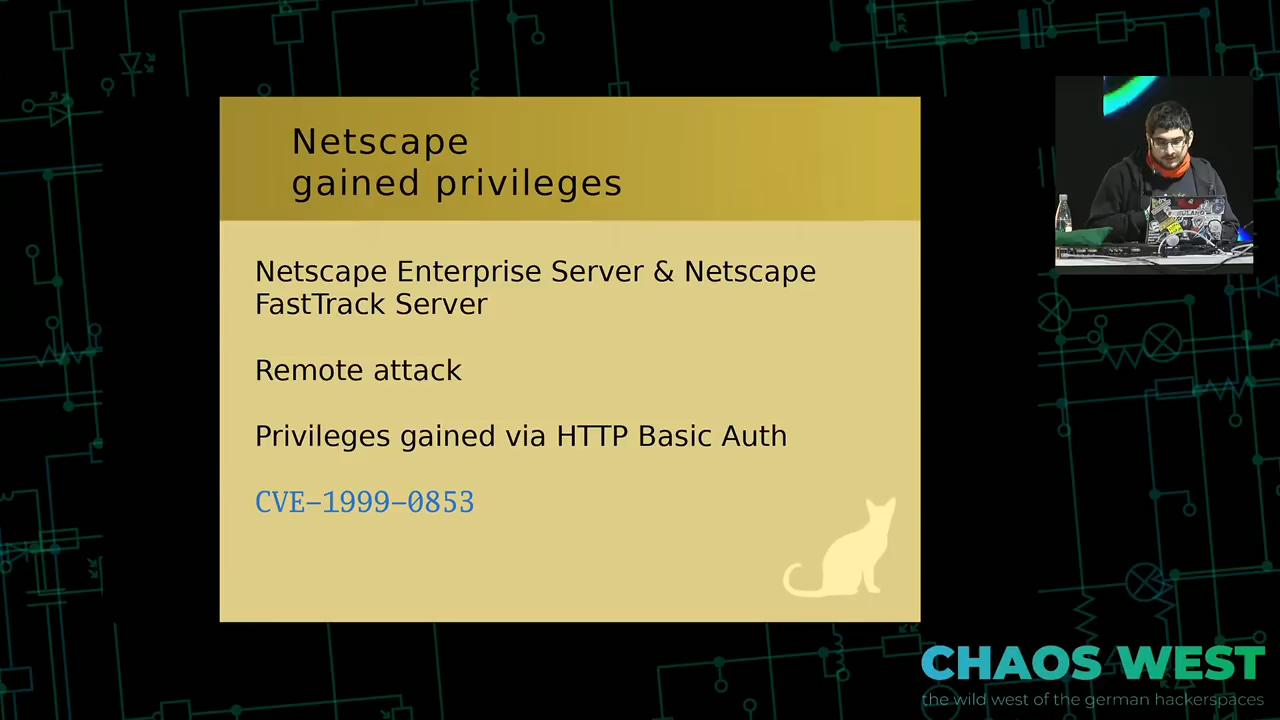 Netscape
gained privileges
Netscape Enterprise Server & Netscape
FastTrack Server
Remote attack
Privileges gained via HTTP Basic Auth
CVE–1999–0853
CHAOS WEST
the wild west of the german hackerspaces